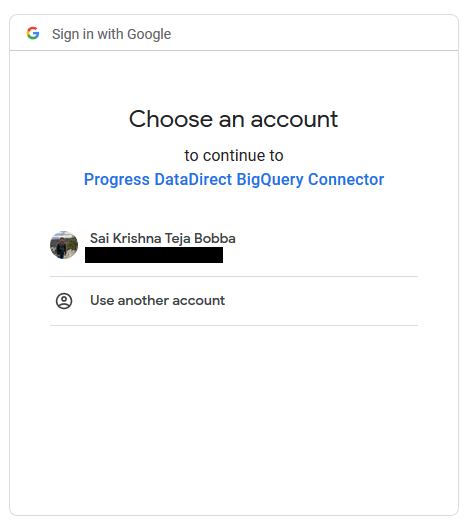 Sign in with Google
Choose an account
to continue to
Progress DataDirect BigQuery Connector
Sai Krishna Teja Bobba
Use another account